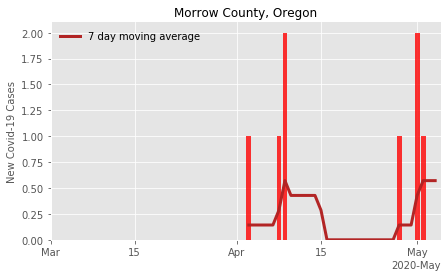 Morrow County, Oregon
7 day moving average
New Covid-19 Cases
2.00
1.75
1.50
1.25
1.00
0.75
0.50
0.25
0.00
Mar
15
Apr
15
May
2020-May